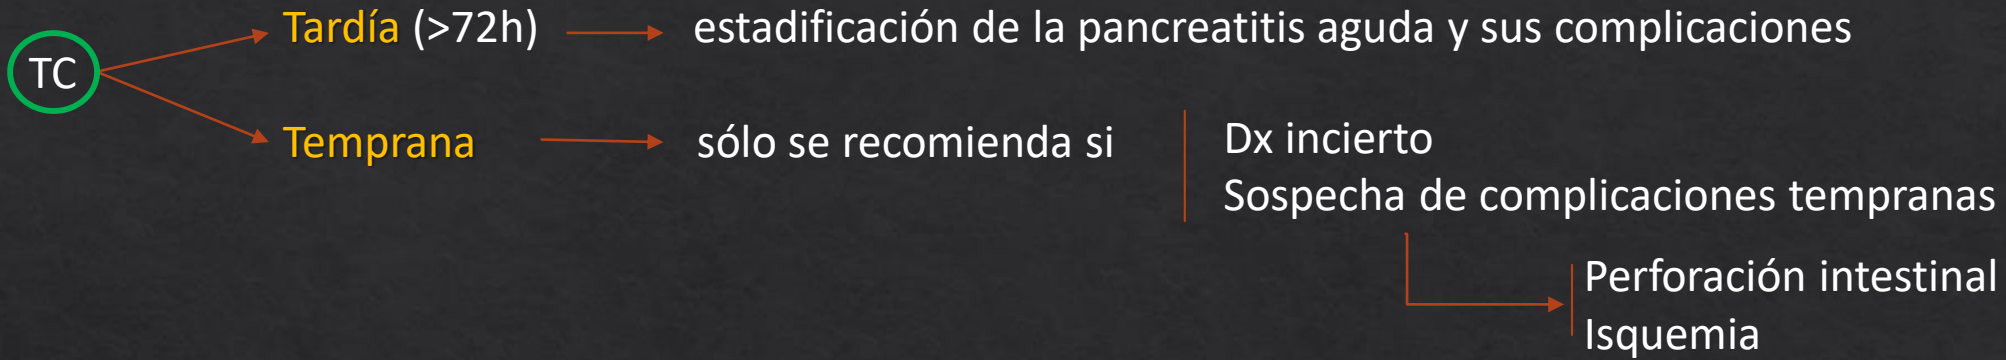 TC
Tardía (>72h)
estadificación de la pancreatitis aguda y sus complicaciones
Temprana
sólo se recomienda si
Dx incierto
Sospecha de complicaciones tempranas
Perforación intestinal
Isquemia